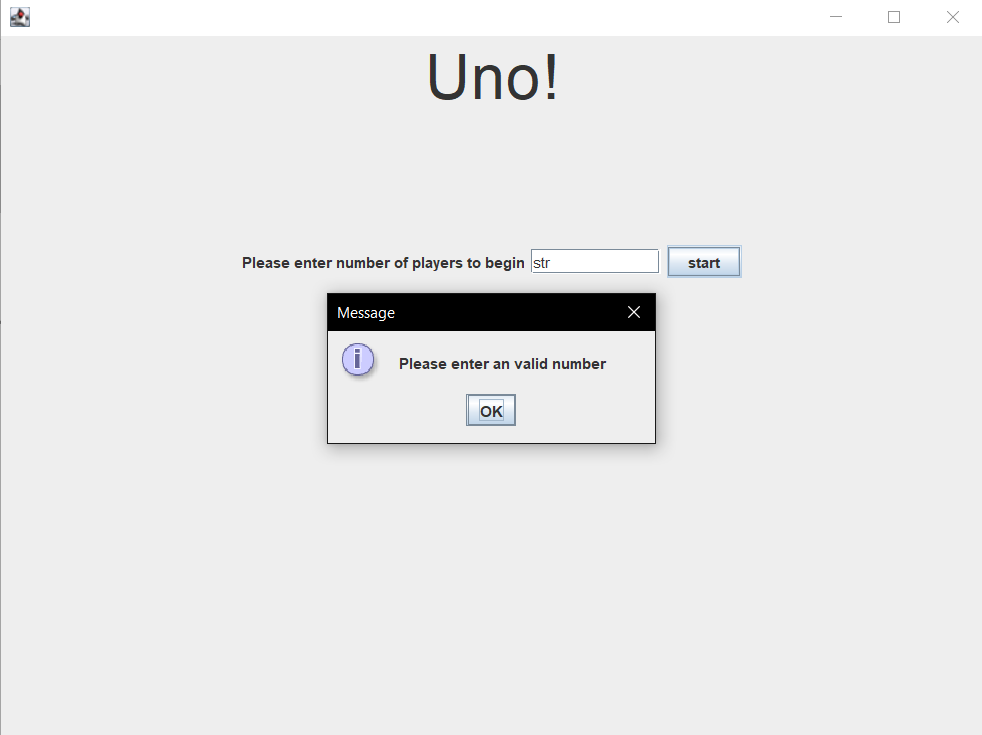 Uno!
Please enter number of players to begin str start
Message
Please enter an valid number
OK